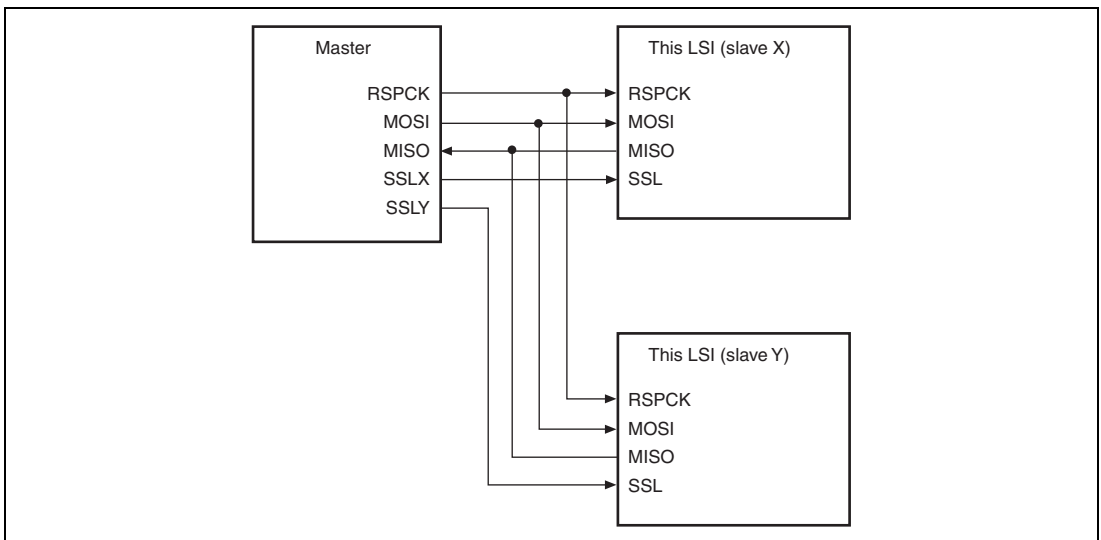 Master
RSPCK
MOSI
MISO
SSLX
SSLY
This LSI (slave X)
RSPCK
MOSI
MISO
SSL
This LSI (slave Y)
RSPCK
MOSI
MISO
SSL